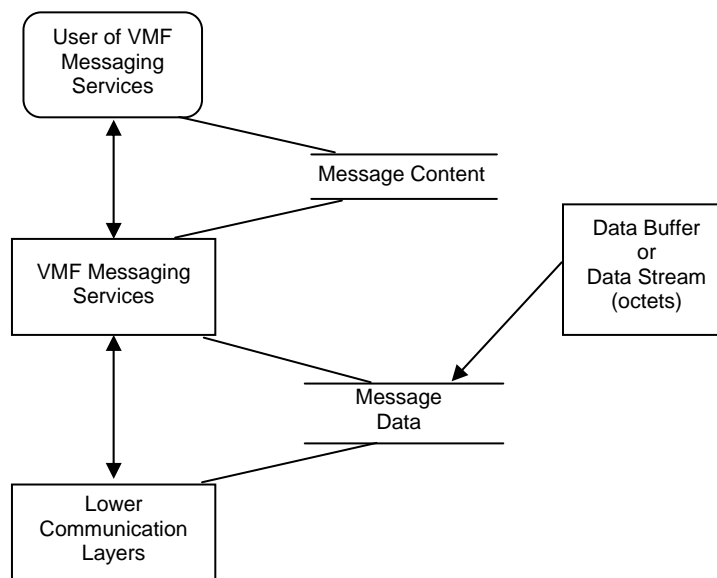 User of VMF
Messaging
Services
Message Content
VMF Messaging
Services
Data Buffer
or
Data Stream
(octets)
Message
Data
Lower
Communication
Layers